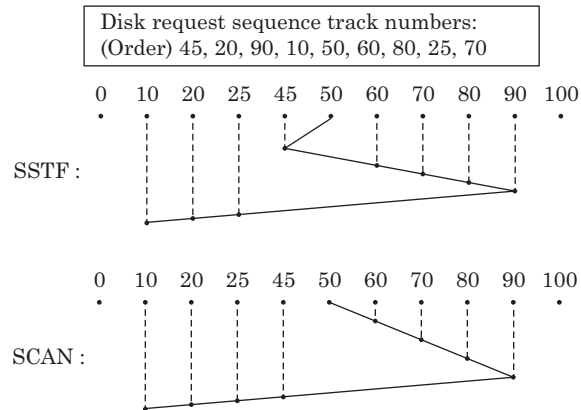 Disk request sequence track numbers:
(Order) 45, 20, 90, 10, 50, 60, 80, 25, 70
0 10 20 25 45 50 60 70 80 90 100
SSTF :
0 10 20 25 45 50 60 70 80 90 100
SCAN :